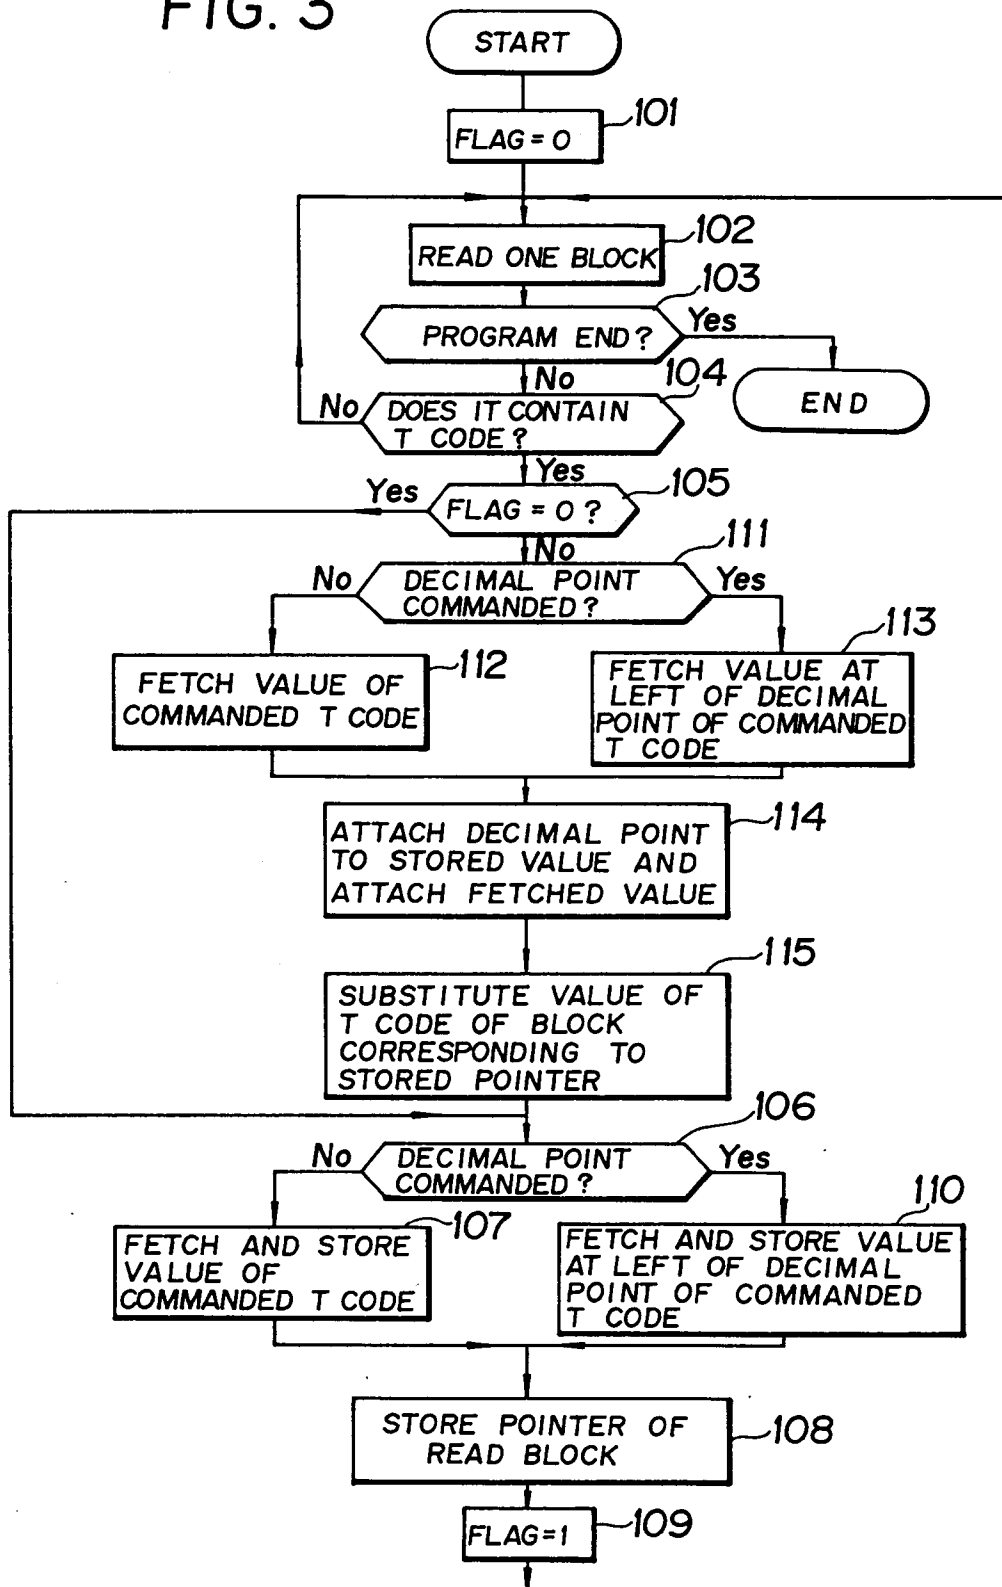 FIG. 3
START
101
FLAG = 0
102
READ ONE BLOCK
103
PROGRAM END?
Yes
No
104
END
No
DOES IT CONTAIN
T CODE?
Yes
105
Yes
FLAG = 0 ?
No
111
No
DECIMAL POINT
COMMANDED?
Yes
112
FETCH VALUE OF
COMMANDED T CODE
113
FETCH VALUE AT
LEFT OF DECIMAL
POINT OF COMMANDED
T CODE
114
ATTACH DECIMAL POINT
TO STORED VALUE AND
ATTACH FETCHED VALUE
115
SUBSTITUTE VALUE OF
T CODE OF BLOCK
CORRESPONDING TO
STORED POINTER
106
No
DECIMAL POINT
COMMANDED?
Yes
107
FETCH AND STORE
VALUE OF
COMMANDED T CODE
110
FETCH AND STORE VALUE
AT LEFT OF DECIMAL
POINT OF COMMANDED
T CODE
STORE POINTER OF
READ BLOCK
108
FLAG=1
109